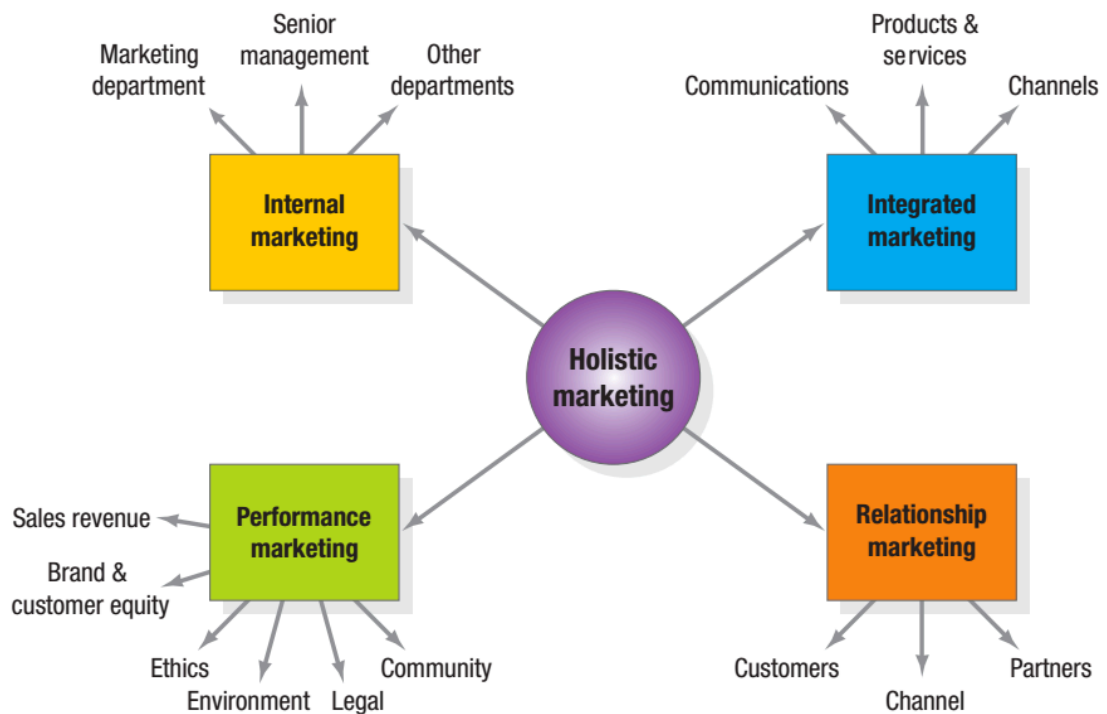 Marketing
department
Senior
management
Other
departments
Communications
Products &
services
Channels
Internal
marketing
Integrated
marketing
Holistic
marketing
Performance
marketing
Relationship
marketing
Sales revenue
Brand &
customer equity
Ethics
Environment
Legal
Community
Customers
Channel
Partners